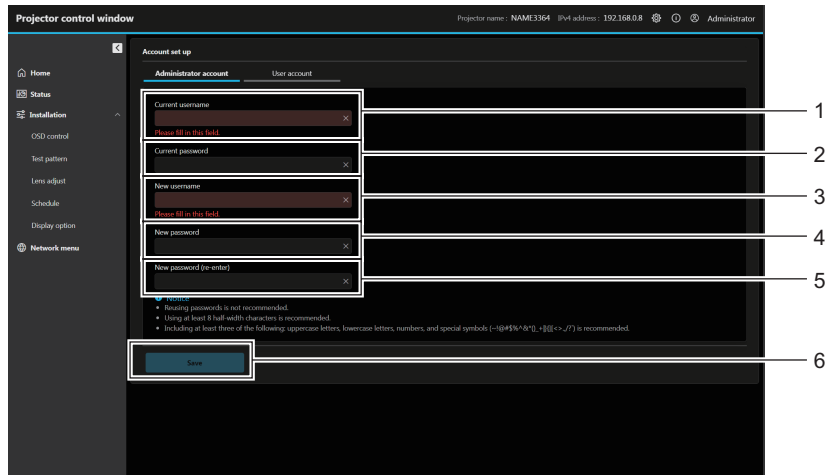 Projector control window
Projector name : NAME3364 IPv4 address : 192.168.0.8 Administrator
Account set up
Home
Administrator account User account
Status
Current username
1
Installation
Please fill in this field.
OSD control
Current password
2
Test pattern
Lens adjust
New username
3
Schedule
Please fill in this field.
Display option
New password
4
Network menu
New password (re-enter)
5
Notice
Reusing passwords is not recommended.
Using at least 8 half-width characters is recommended.
Including at least three of the following: uppercase letters, lowercase letters, numbers, and special symbols is recommended.
Save
6